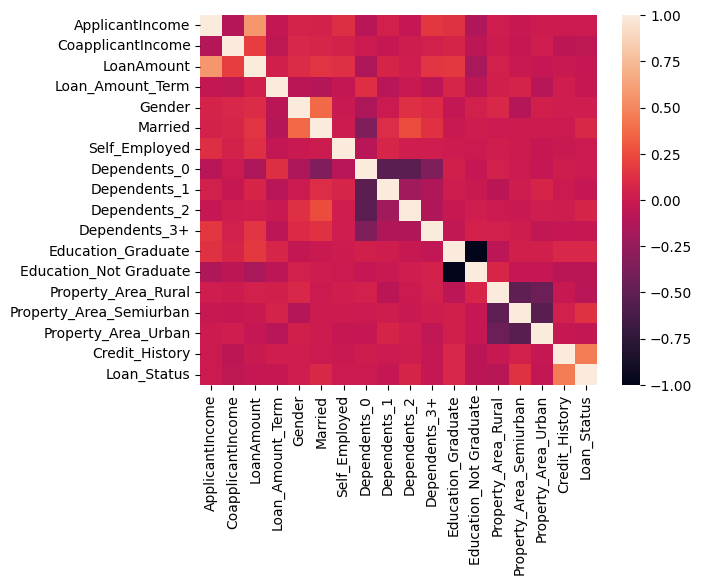 ApplicantIncome
CoapplicantIncome
LoanAmount
Loan_Amount_Term
Gender
Married
Self_Employed
Dependents_0
Dependents_1
Dependents_2
Dependents_3+
Education_Graduate
Education_Not Graduate
Property_Area_Rural
Property_Area_Semiurban
Property_Area_Urban
Credit_History
Loan_Status
ApplicantIncome
CoapplicantIncome
LoanAmount
Loan_Amount_Term
Gender
Married
Self_Employed
Dependents_0
Dependents_1
Dependents_2
Dependents_3+
Education_Graduate
Education_Not Graduate
Property_Area_Rural
Property_Area_Semiurban
Property_Area_Urban
Credit_History
Loan_Status
1.00
0.75
0.50
0.25
0.00
−0.25
−0.50
−0.75
−1.00